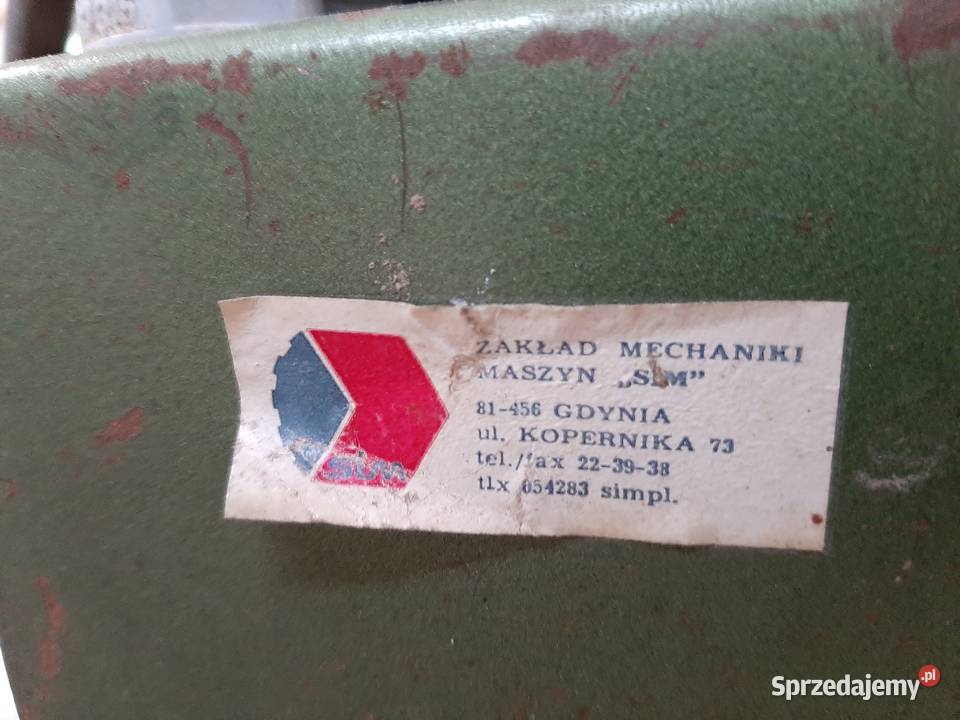 ZAKŁAD MECHANIKI
MASZYN „SIM”
81-456 GDYNIA
ul. KOPERNIKA 73
tel./fax 22-39-38
tlx 054283 simpl.
sim
Sprzedajemy.pl